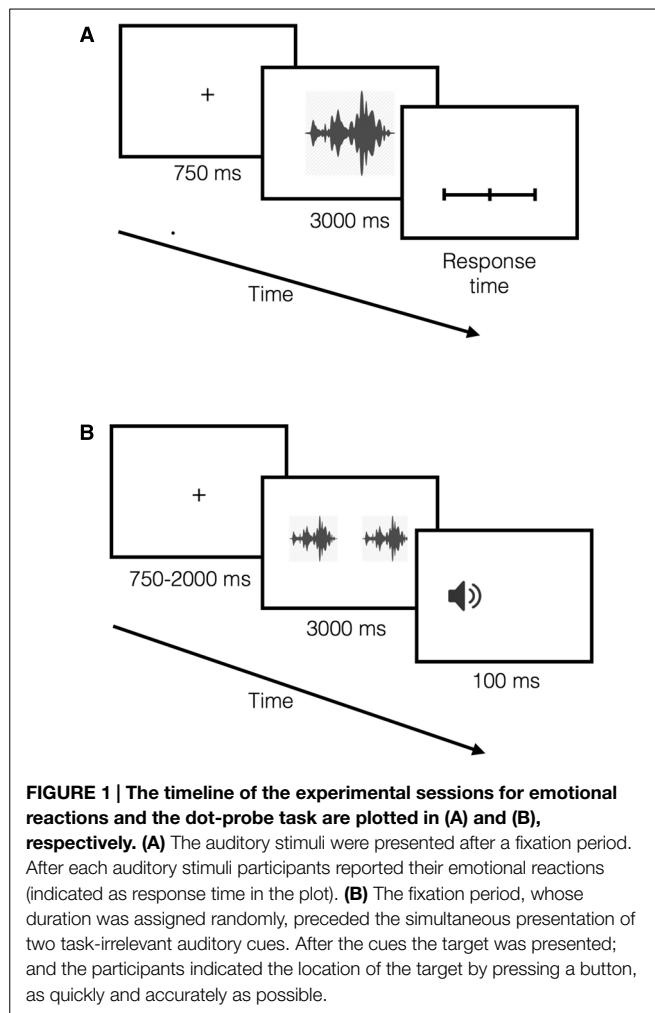 A
+
750 ms
3000 ms
Response
time
Time
B
+
750-2000 ms
3000 ms
100 ms
Time
FIGURE 1 | The timeline of the experimental sessions for emotional
reactions and the dot-probe task are plotted in (A) and (B),
respectively. (A) The auditory stimuli were presented after a fixation period.
After each auditory stimuli participants reported their emotional reactions
(indicated as response time in the plot). (B) The fixation period, whose
duration was assigned randomly, preceded the simultaneous presentation of
two task-irrelevant auditory cues. After the cues the target was presented;
and the participants indicated the location of the target by pressing a button,
as quickly and accurately as possible.